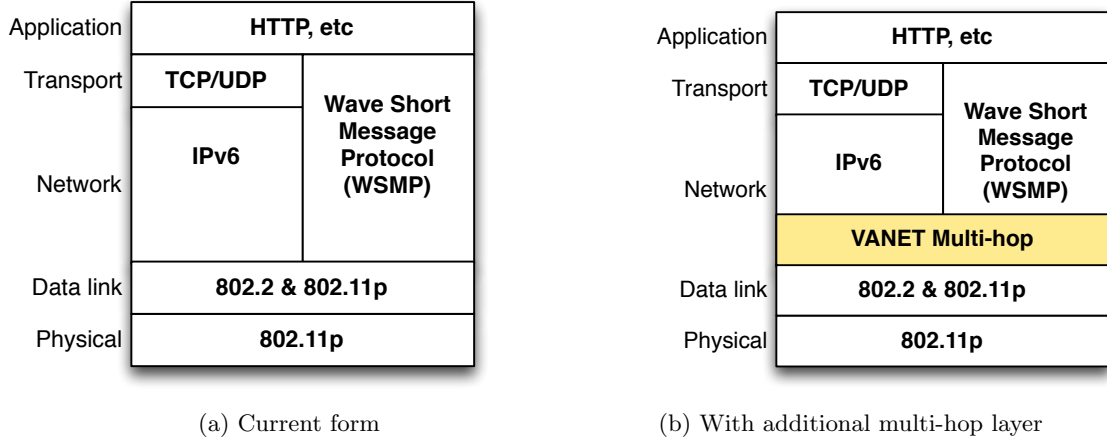 Application
HTTP, etc
Transport
TCP/UDP
Wave Short
Message
Protocol
(WSMP)
IPv6
Network
Data link
802.2 & 802.11p
Physical
802.11p
(a) Current form
Application
HTTP, etc
Transport
TCP/UDP
Wave Short
Message
Protocol
(WSMP)
IPv6
Network
VANET Multi-hop
Data link
802.2 & 802.11p
Physical
802.11p
(b) With additional multi-hop layer